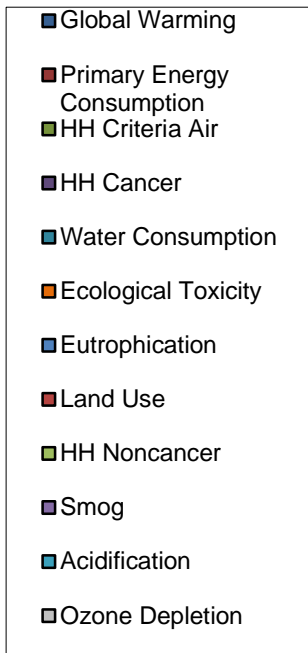 Global Warming
Primary Energy
Consumption
HH Criteria Air
HH Cancer
Water Consumption
Ecological Toxicity
Eutrophication
Land Use
HH Noncancer
Smog
Acidification
Ozone Depletion